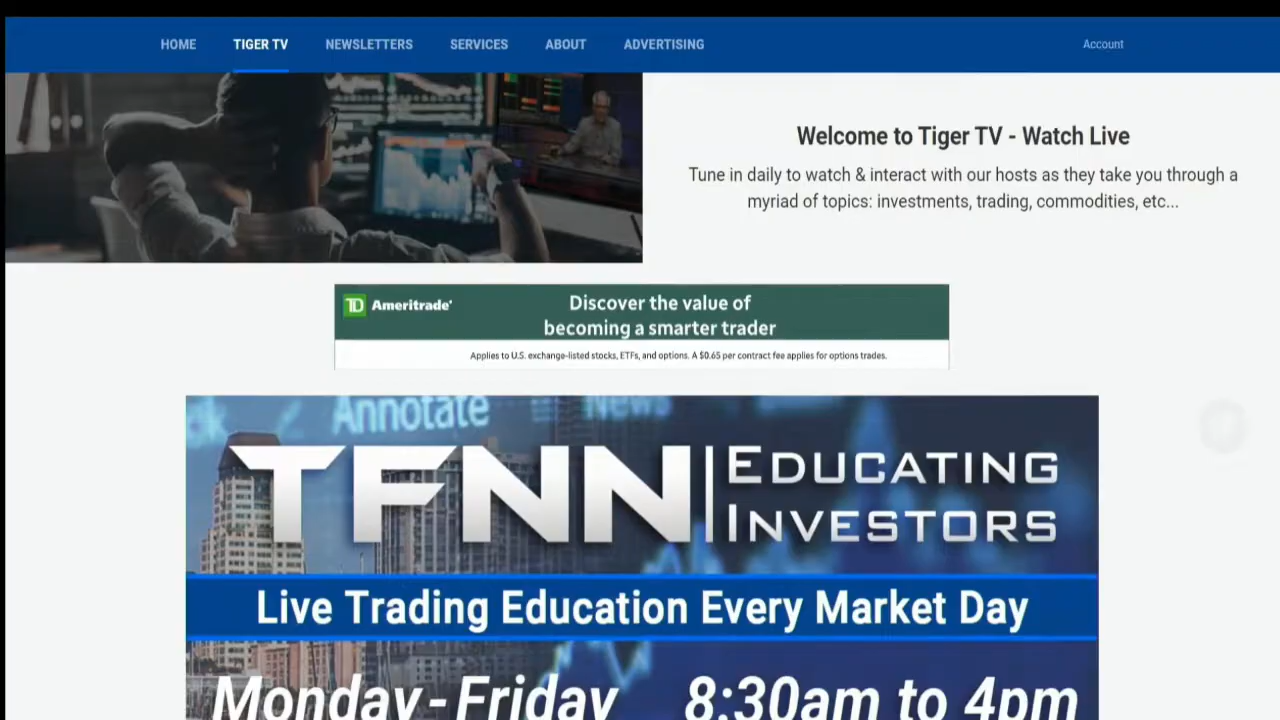 HOME TIGER TV NEWSLETTERS SERVICES ABOUT ADVERTISING Account
Welcome to Tiger TV - Watch Live
Tune in daily to watch & interact with our hosts as they take you through a
myriad of topics: investments, trading, commodities, etc...
TD Ameritrade
Discover the value of
becoming a smarter trader
Applies to U.S. exchange-listed stocks, ETFs, and options. A $0.65 per contract fee applies for options trades.
Annotate News
TFNN EDUCATING
INVESTORS
Live Trading Education Every Market Day
Monday - Friday 8:30am to 4pm